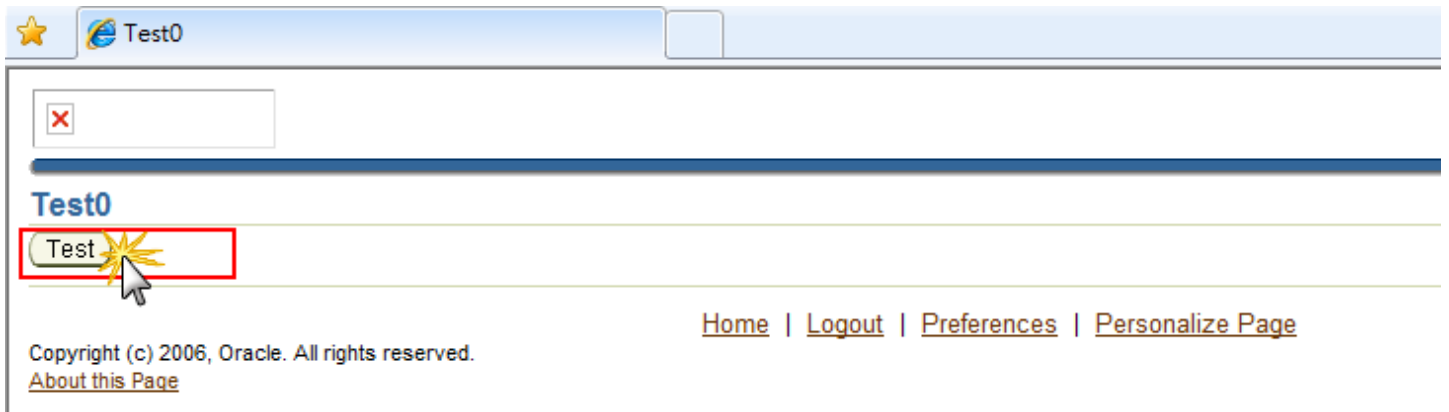 Test0
Test0
Test
Home | Logout | Preferences | Personalize Page
Copyright (c) 2006, Oracle. All rights reserved.
About this Page